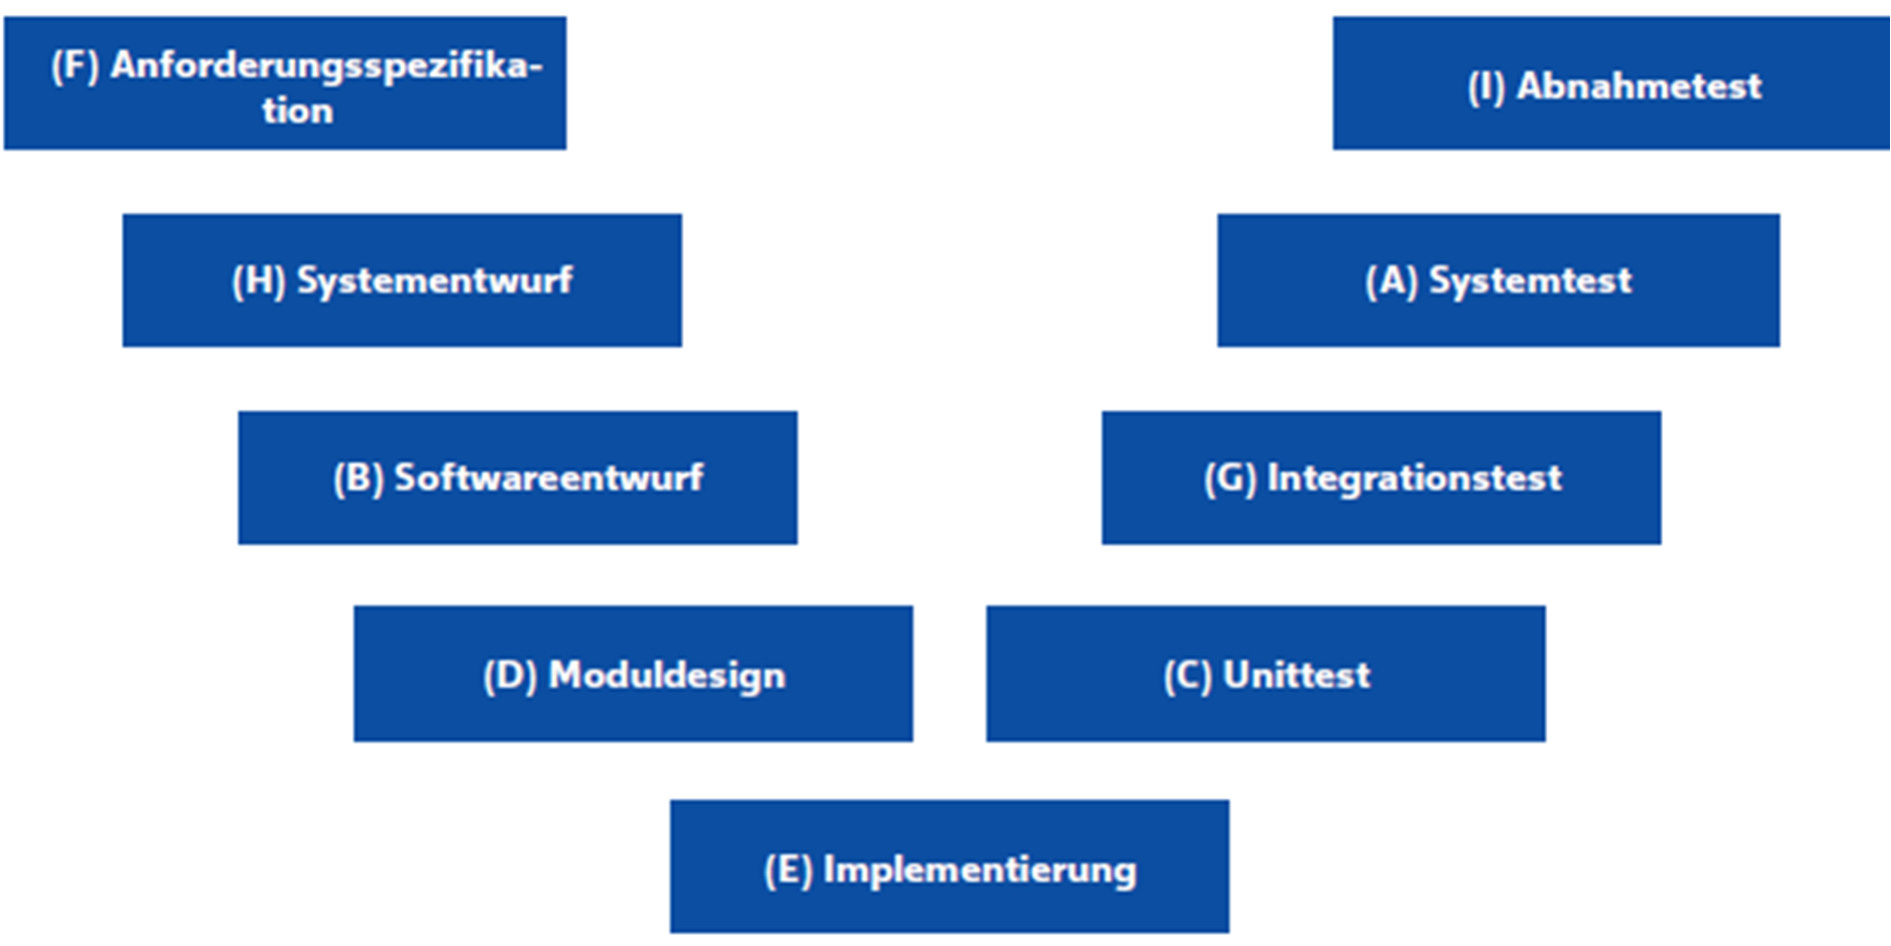 (F) Anforderungsspezifika-
tion
(I) Abnahmetest
(H) Systementwurf
(A) Systemtest
(B) Softwareentwurf
(G) Integrationstest
(D) Moduldesign
(C) Unittest
(E) Implementierung